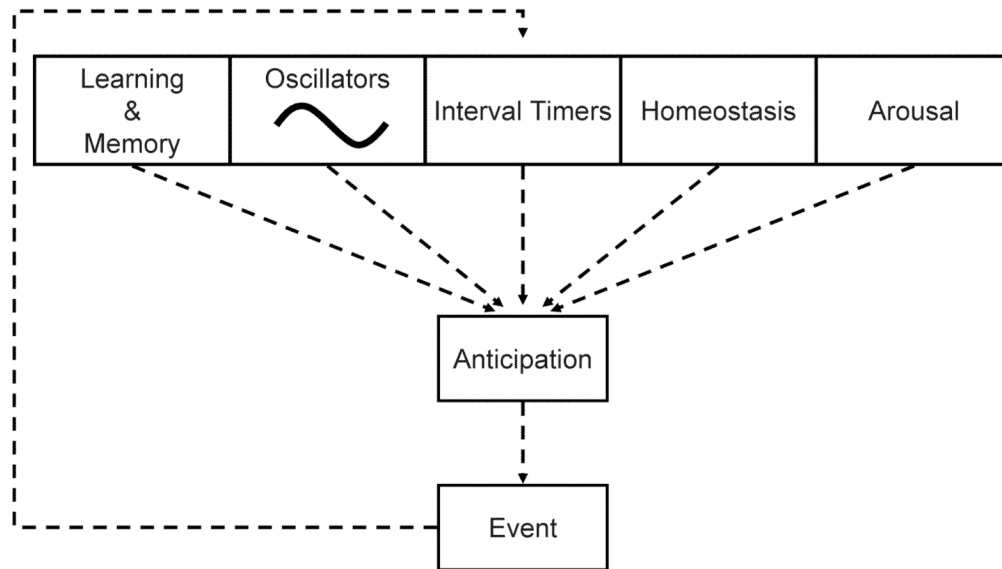 Learning
&
Memory
Oscillators
Interval Timers
Homeostasis
Arousal
Anticipation
Event